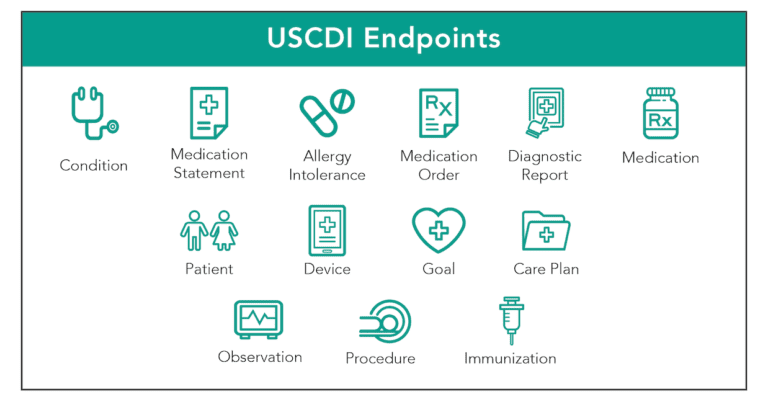 USCDI Endpoints
Rx
Rx
Condition
Medication
Statement
Allergy
Intolerance
Medication
Order
Diagnostic
Report
Medication
Patient
Device
Goal
Care Plan
Observation
Procedure
Immunization